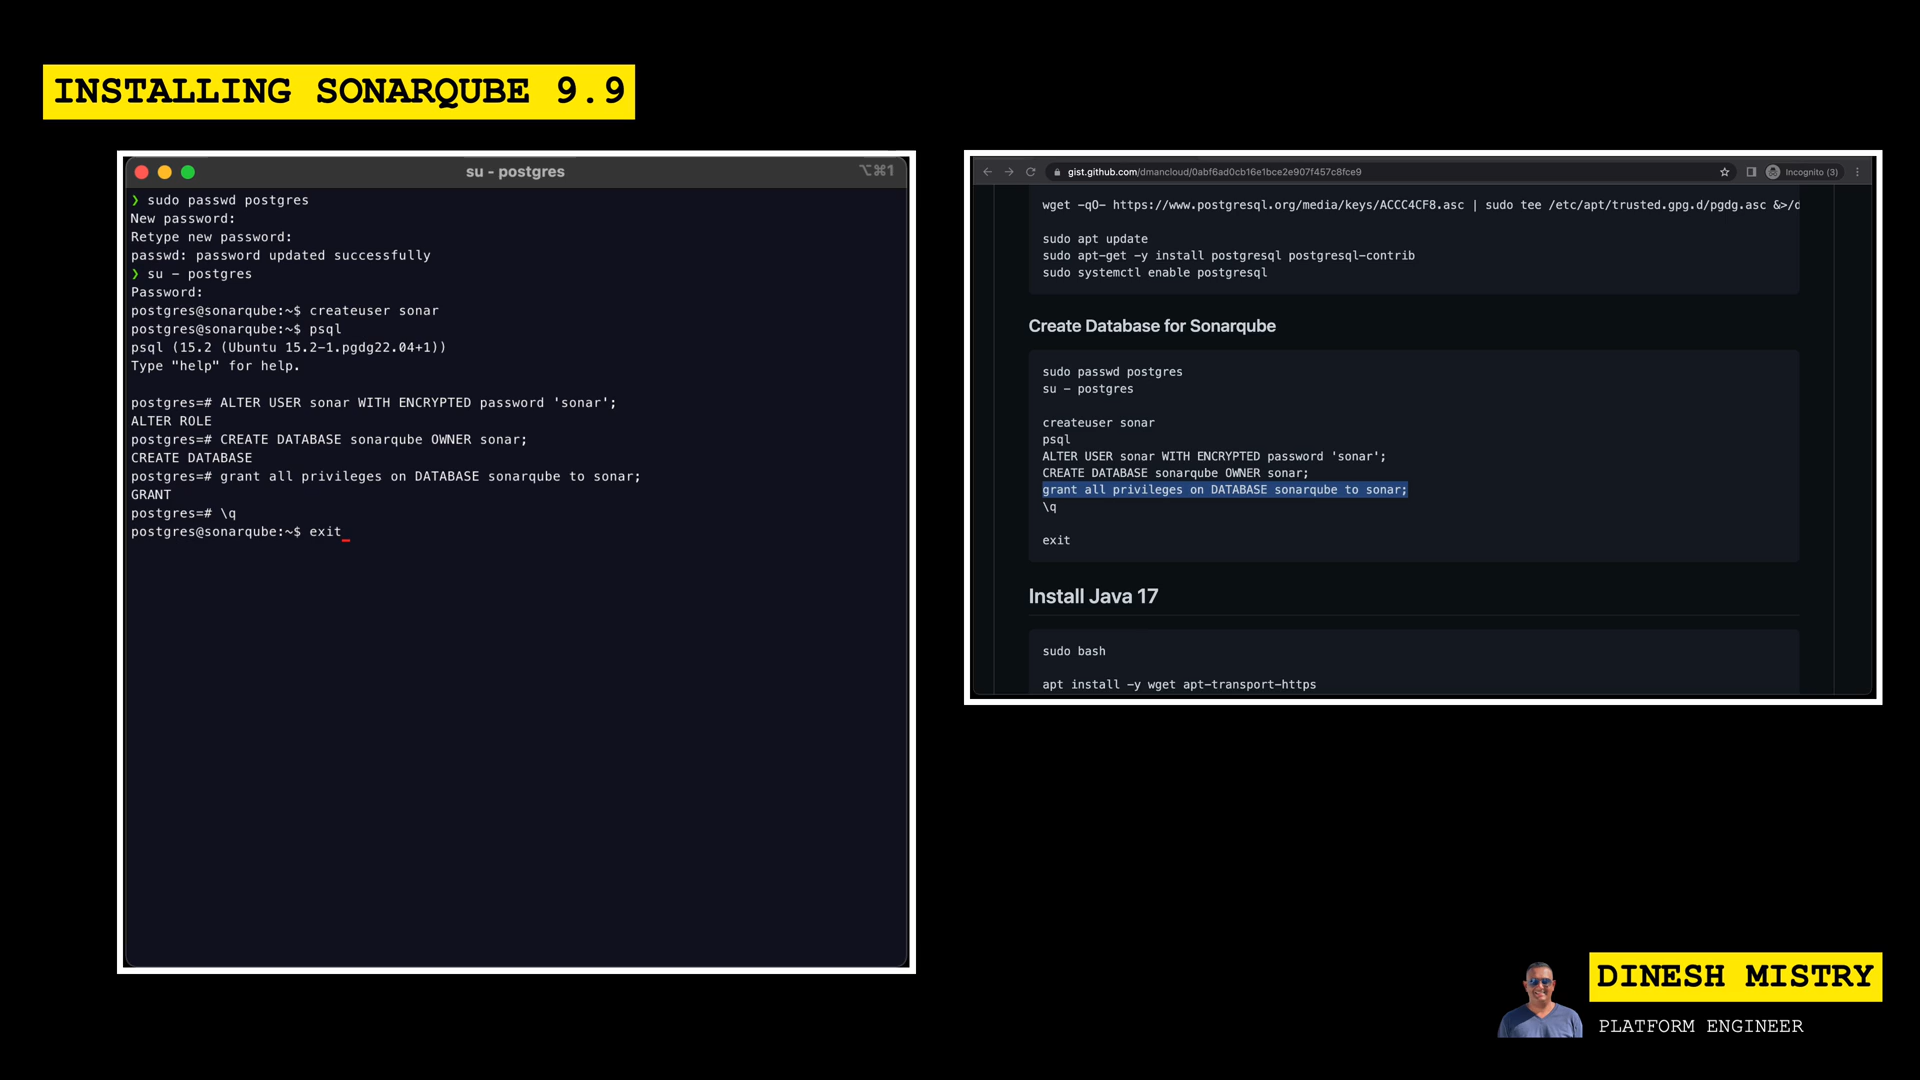 INSTALLING SONARQUBE 9.9
su - postgres
⌥⌘1
❯ sudo passwd postgres
New password:
Retype new password:
passwd: password updated successfully
❯ su - postgres
Password:
postgres@sonarqube:~$ createuser sonar
postgres@sonarqube:~$ psql
psql (15.2 (Ubuntu 15.2-1.pgdg22.04+1))
Type "help" for help.
postgres=# ALTER USER sonar WITH ENCRYPTED password 'sonar';
ALTER ROLE
postgres=# CREATE DATABASE sonarqube OWNER sonar;
CREATE DATABASE
postgres=# grant all privileges on DATABASE sonarqube to sonar;
GRANT
postgres=# \q
postgres@sonarqube:~$ exit_
gist.github.com/dmancloud/0abf6ad0cb16e1bce2e907f457c8fce9
Incognito (3)
wget -qO- https://www.postgresql.org/media/keys/ACCC4CF8.asc | sudo tee /etc/apt/trusted.gpg.d/pgdg.asc &>/d
sudo apt update
sudo apt-get -y install postgresql postgresql-contrib
sudo systemctl enable postgresql
Create Database for Sonarqube
sudo passwd postgres
su - postgres
createuser sonar
psql
ALTER USER sonar WITH ENCRYPTED password 'sonar';
CREATE DATABASE sonarqube OWNER sonar;
grant all privileges on DATABASE sonarqube to sonar;
\q
exit
Install Java 17
sudo bash
apt install -y wget apt-transport-https
DINESH MISTRY
PLATFORM ENGINEER